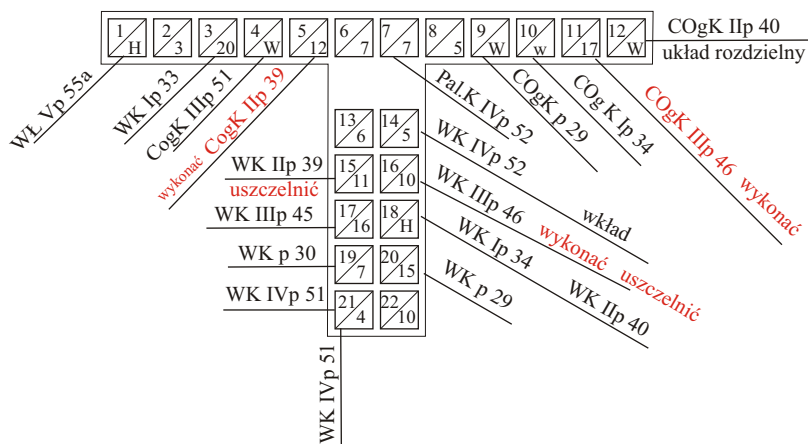 1 H 2 3 3 20 4 W 5 12 6 7 7 7 8 5 9 W 10 w 11 17 12 W
COgK IIp 40
układ rozdzielny
WŁ Vp 55a
WK Ip 33
CogK IIIp 51
wykonać CogK IIp 39
Pal.K IVp 52
COgK p 29
COg K Ip 34
COgK IIIp 46 wykonać
13 6 14 5
WK IVp 52
wkład
WK IIp 39
uszczelnić
15 11 16 10
WK IIIp 46 wykonać uszczelnić
WK IIIp 45
17 16 18 H
WK Ip 34
WK IIp 40
WK p 30
19 7 20 15
WK p 29
WK IVp 51
21 4 22 10
WK IVp 51